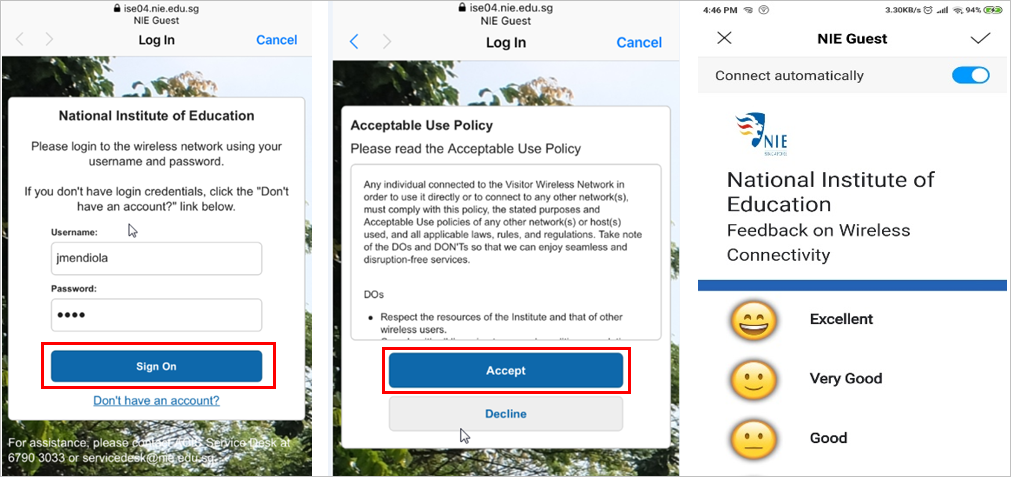 ise04.nie.edu.sg
NIE Guest
Log In
Cancel
National Institute of Education
Please login to the wireless network using your
username and password.
If you don't have login credentials, click the "Don't
have an account?" link below.
Username:
jmendiola
Password:
Sign On
Don't have an account?
For assistance, please contact Service Desk at
6790 3033 or servicedesk@nie.edu.sg
ise04.nie.edu.sg
NIE Guest
Log In
Cancel
Acceptable Use Policy
Please read the Acceptable Use Policy
Any individual connected to the Visitor Wireless Network in
order to use it directly or to connect to any other network(s),
must comply with this policy, the stated purposes and
Acceptable Use policies of any other network(s) or host(s)
used, and all applicable laws, rules, and regulations. Take note
of the DOs and DON'Ts so that we can enjoy seamless and
disruption-free services.
DOs
• Respect the resources of the Institute and that of other
wireless users.
Accept
Decline
4:46 PM
3.30KB/s
94%
NIE Guest
Connect automatically
NIE
National Institute of
Education
Feedback on Wireless
Connectivity
Excellent
Very Good
Good